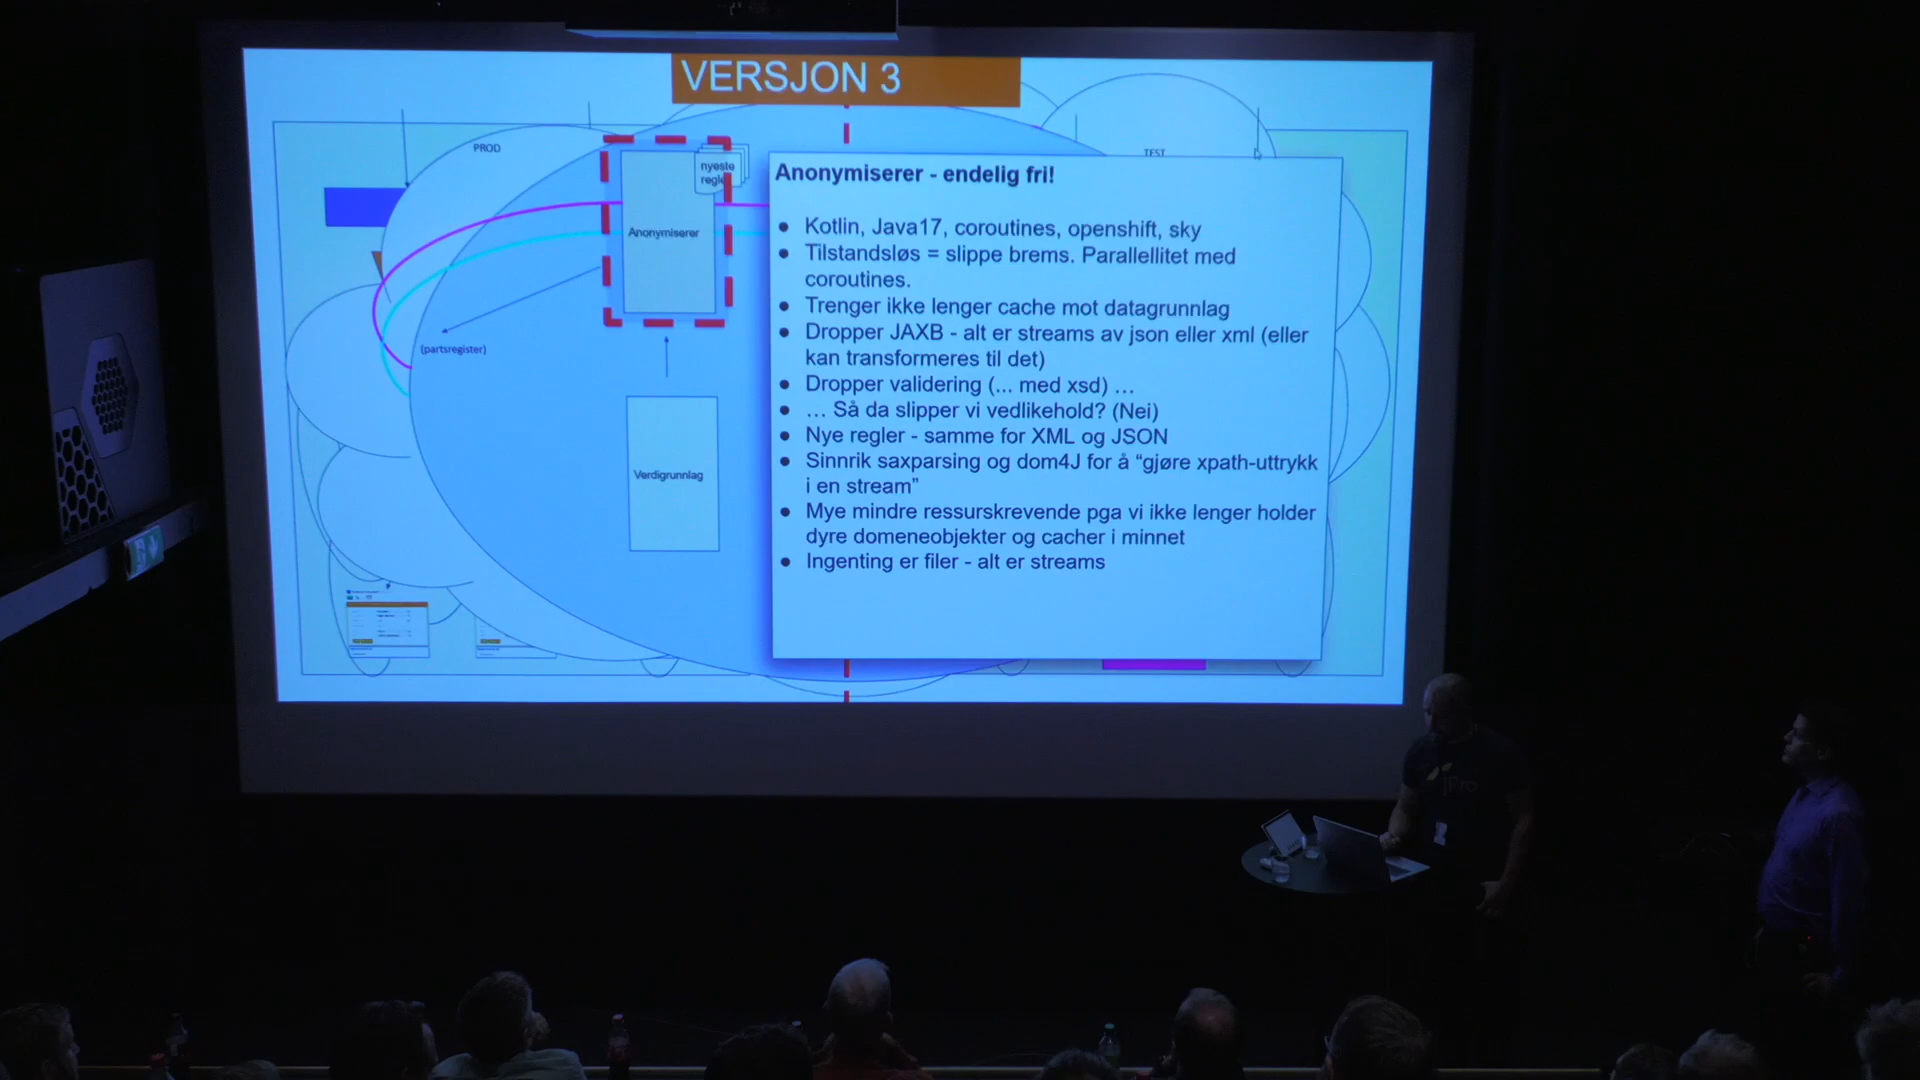 VERSJON 3
PROD
TEST
nyeste
regler
Anonymiserer
(partsregister)
Verdigrunnlag
Anonymiserer - endelig fri!
● Kotlin, Java17, coroutines, openshift, sky
● Tilstandsløs = slippe brems. Parallellitet med
coroutines.
● Trenger ikke lenger cache mot datagrunnlag
● Dropper JAXB - alt er streams av json eller xml (eller
kan transformeres til det)
● Dropper validering (... med xsd) …
● … Så da slipper vi vedlikehold? (Nei)
● Nye regler - samme for XML og JSON
● Sinnrik saxparsing og dom4J for å “gjøre xpath-uttrykk
i en stream”
● Mye mindre ressurskrevende pga vi ikke lenger holder
dyre domeneobjekter og cacher i minnet
● Ingenting er filer - alt er streams